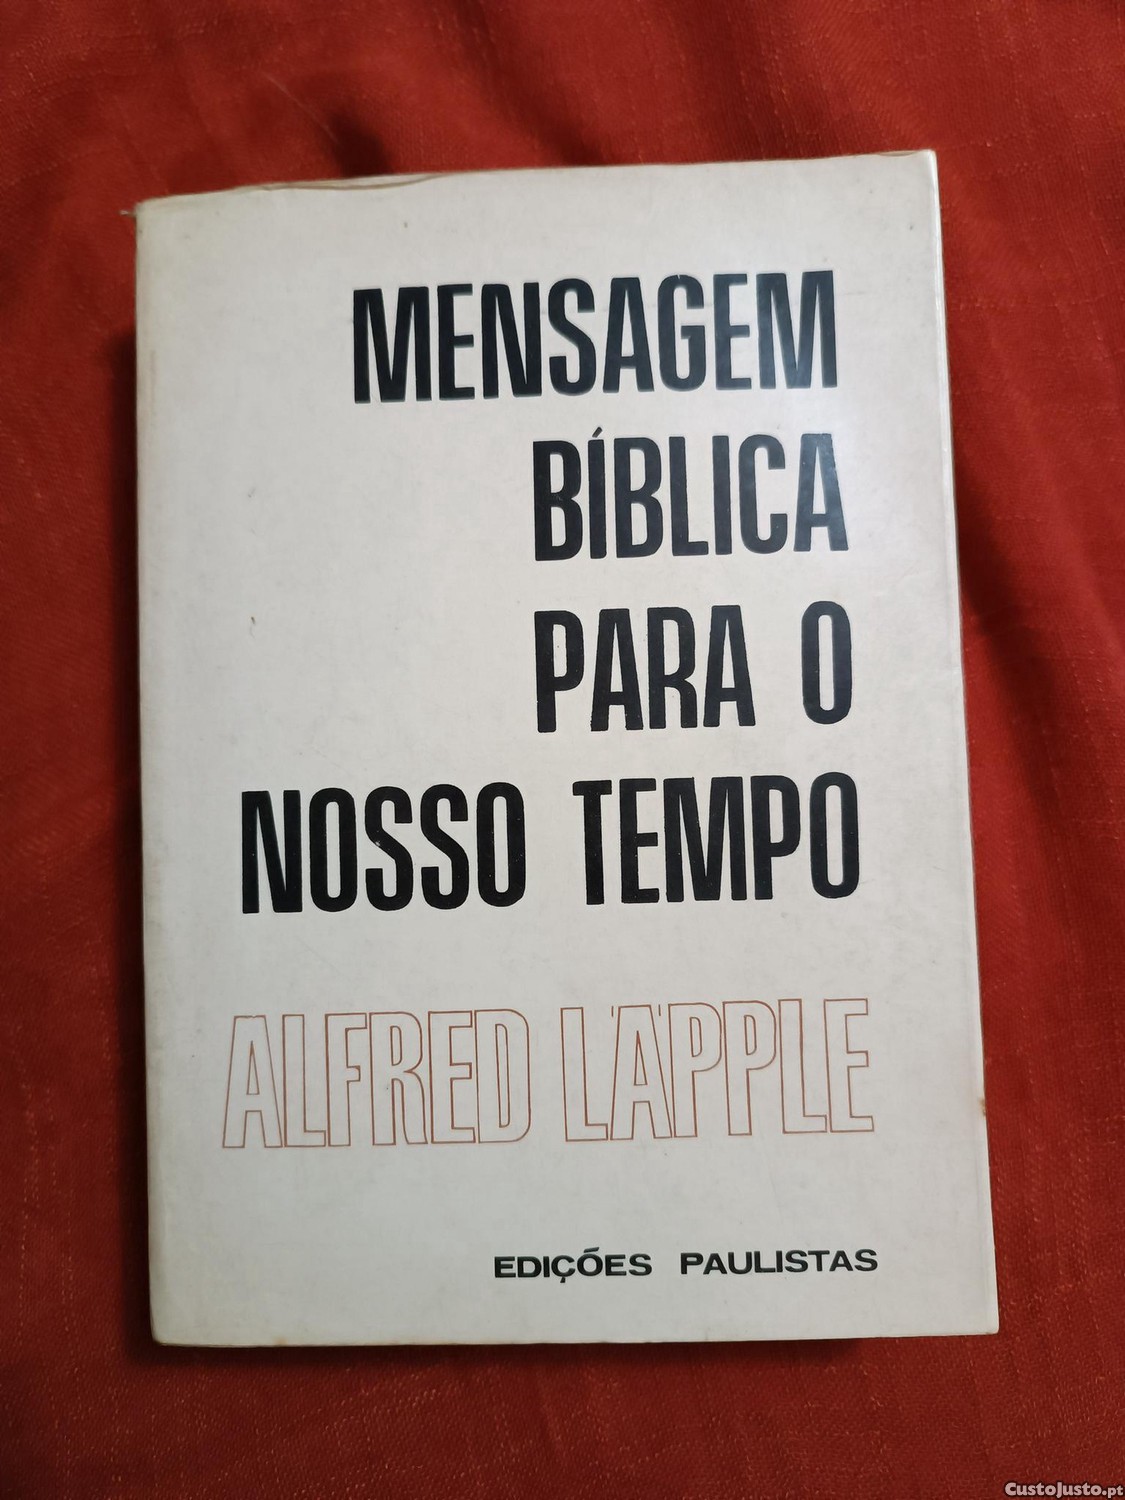 MENSAGEM
BÍBLICA
PARA O
NOSSO TEMPO
ALFRED LÄPPLE
EDIÇÕES PAULISTAS
CustoJusto.pt